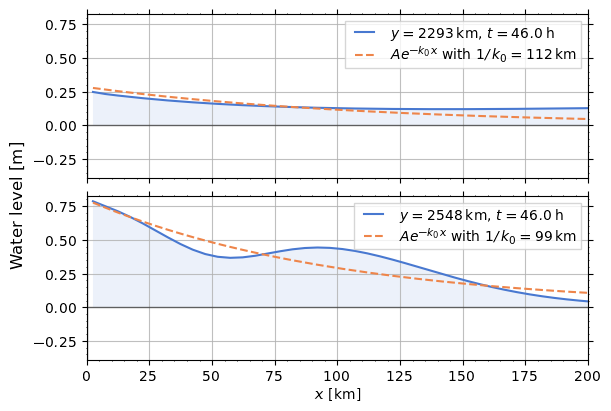 0.75
0.50
0.25
0.00
−0.25
y = 2293 km, t = 46.0 h
Ae^{−k₀x} with 1/k₀ = 112 km
Water level [m]
0.75
0.50
0.25
0.00
−0.25
y = 2548 km, t = 46.0 h
Ae^{−k₀x} with 1/k₀ = 99 km
0 25 50 75 100 125 150 175 200
x [km]